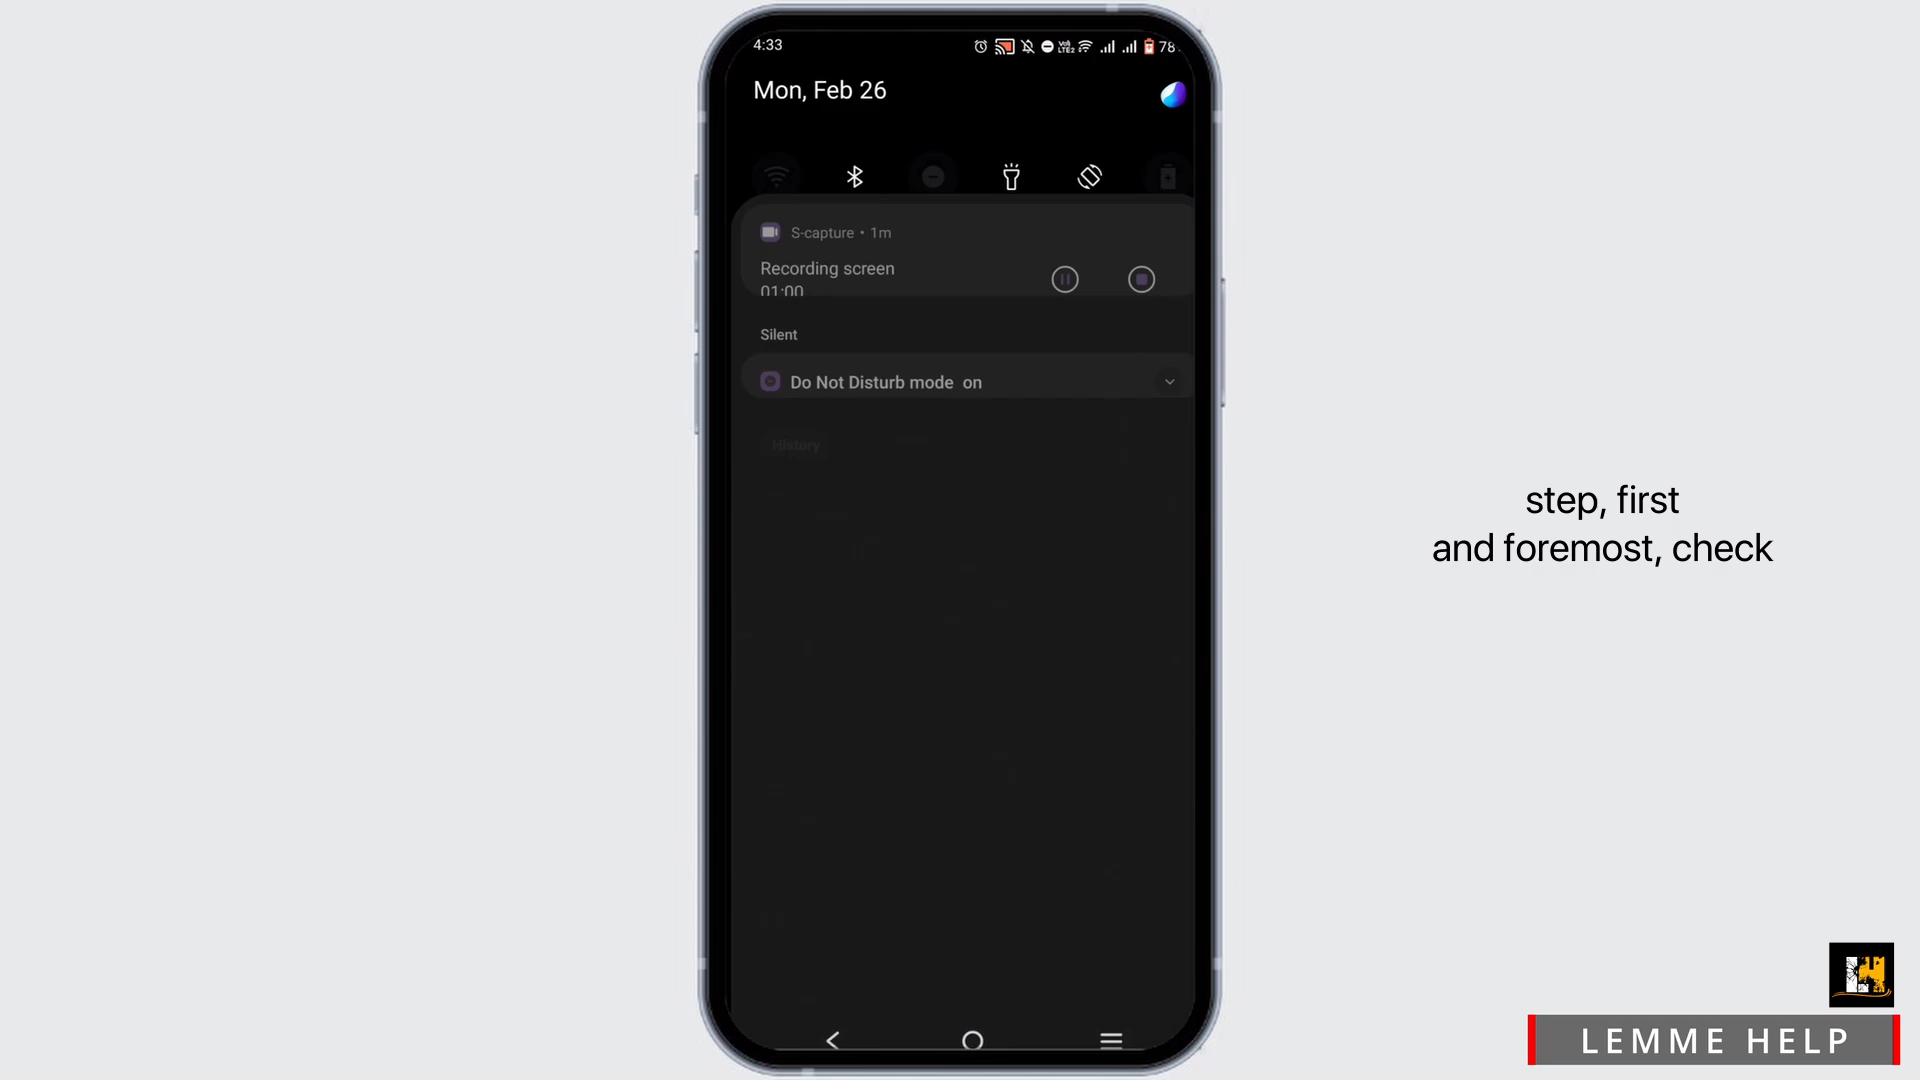 4:33
78
Mon, Feb 26
S-capture • 1m
Recording screen
01:00
Silent
Do Not Disturb mode on
History
step, first
and foremost, check
LEMME HELP